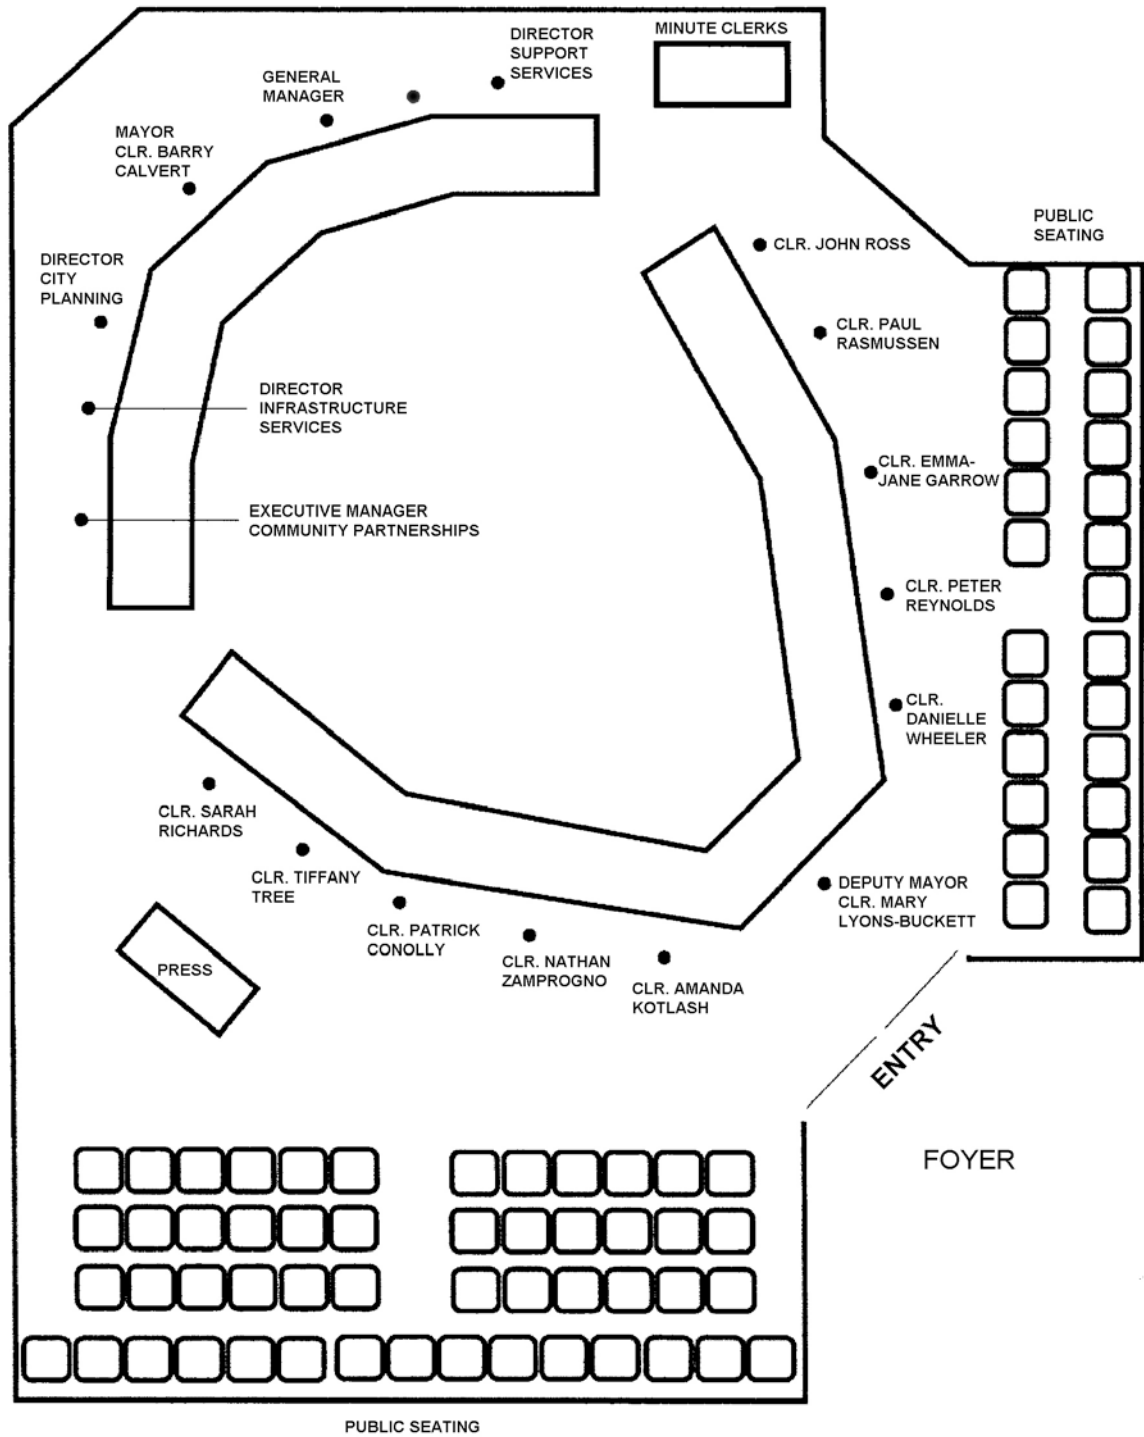 DIRECTOR
SUPPORT
SERVICES
MINUTE CLERKS
GENERAL
MANAGER
MAYOR
CLR. BARRY
CALVERT
DIRECTOR
CITY
PLANNING
DIRECTOR
INFRASTRUCTURE
SERVICES
EXECUTIVE MANAGER
COMMUNITY PARTNERSHIPS
PUBLIC
SEATING
CLR. JOHN ROSS
CLR. PAUL
RASMUSSEN
CLR. EMMA-
JANE GARROW
CLR. PETER
REYNOLDS
CLR.
DANIELLE
WHEELER
DEPUTY MAYOR
CLR. MARY
LYONS-BUCKETT
CLR. SARAH
RICHARDS
CLR. TIFFANY
TREE
CLR. PATRICK
CONOLLY
CLR. NATHAN
ZAMPROGNO
CLR. AMANDA
KOTLASH
PRESS
ENTRY
FOYER
PUBLIC SEATING